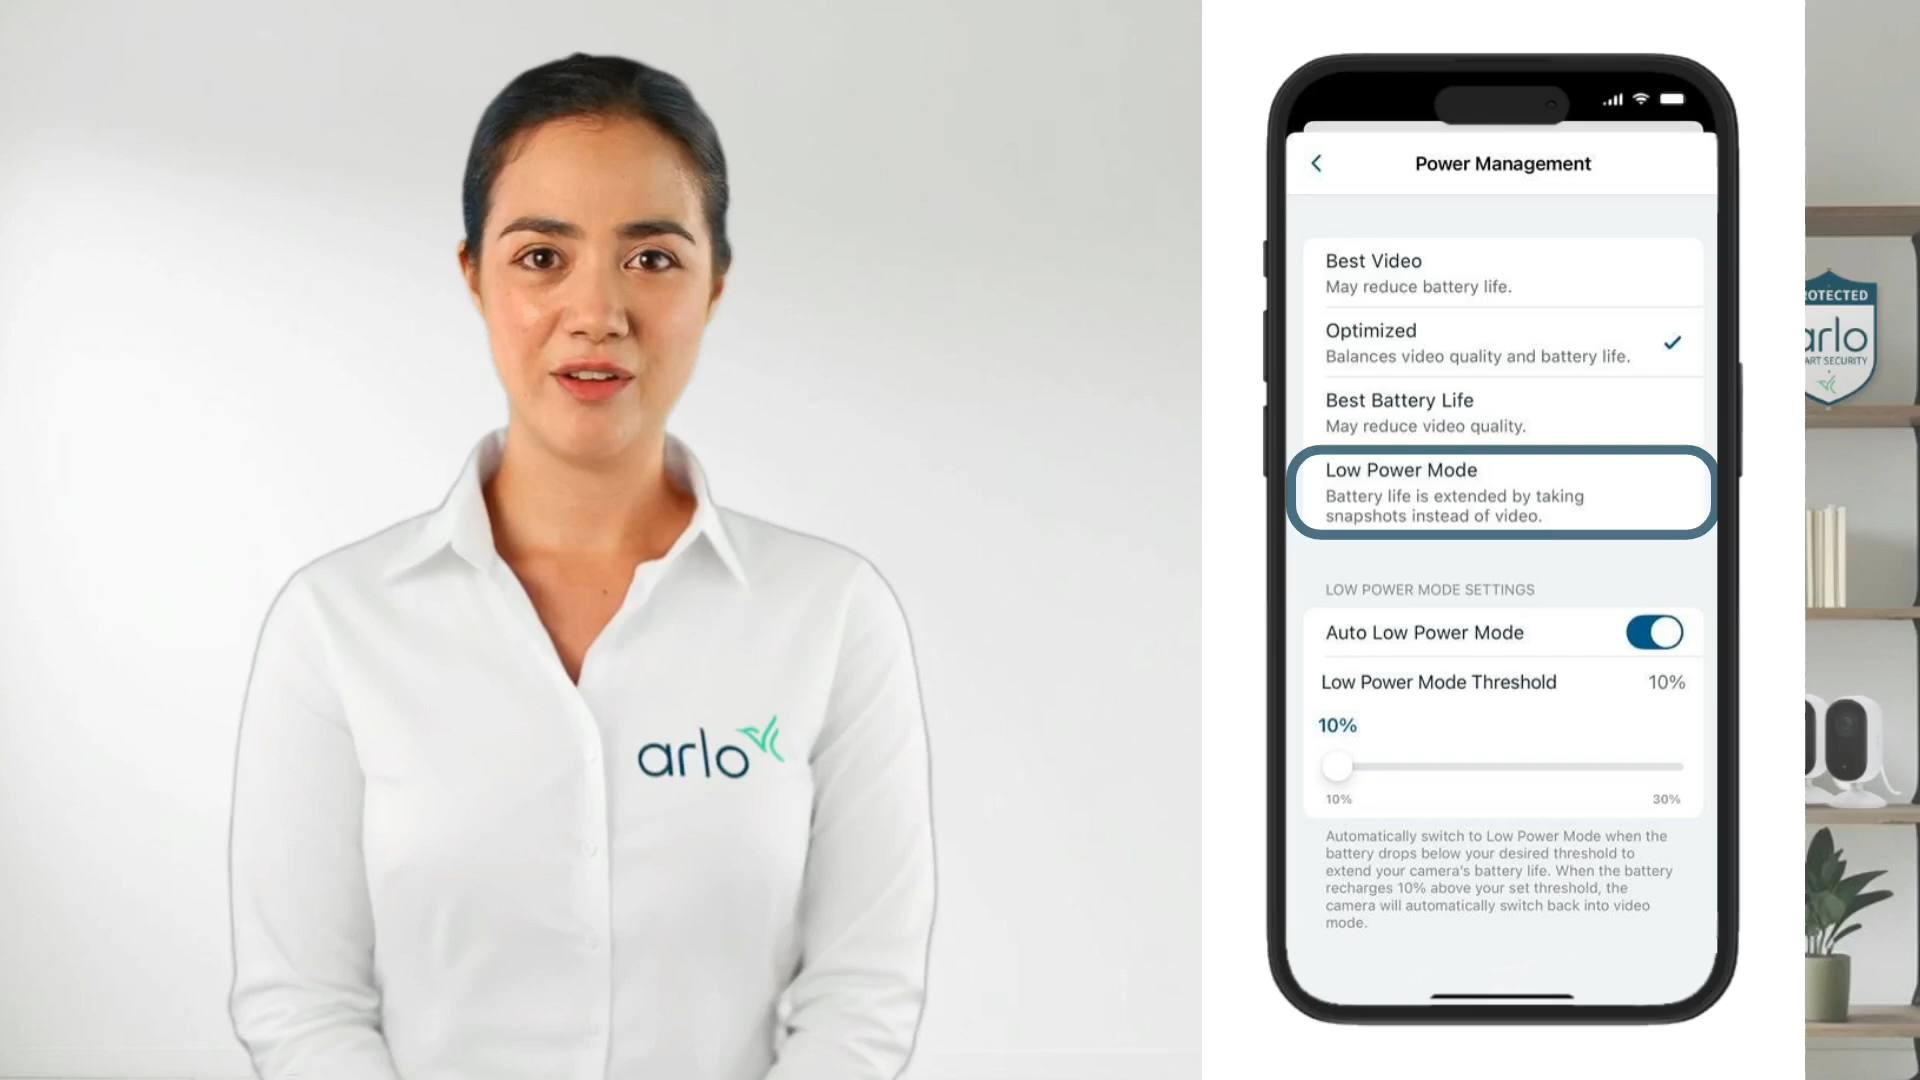 arlo
Power Management
Best Video
May reduce battery life.
Optimized
Balances video quality and battery life.
Best Battery Life
May reduce video quality.
Low Power Mode
Battery life is extended by taking
snapshots instead of video.
LOW POWER MODE SETTINGS
Auto Low Power Mode
Low Power Mode Threshold 10%
10%
10% 30%
Automatically switch to Low Power Mode when the
battery drops below your desired threshold to
extend your camera's battery life. When the battery
recharges 10% above your set threshold, the
camera will automatically switch back into video
mode.
OTECTED
arlo
ART SECURITY